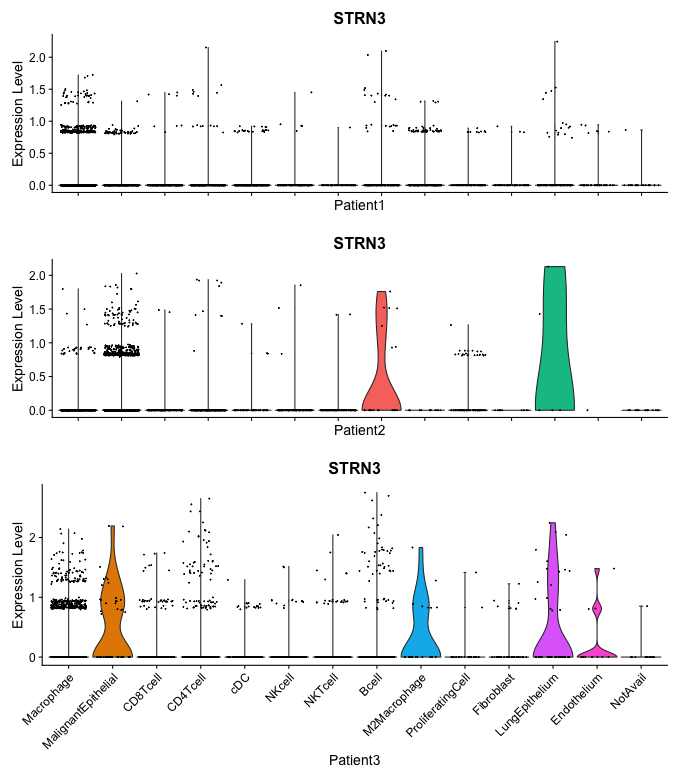 STRN3
Expression Level
2.0
1.5
1.0
0.5
0.0
Patient1
STRN3
Expression Level
2.0
1.5
1.0
0.5
0.0
Patient2
STRN3
Expression Level
2
1
0
Macrophage
MalignantEpithelial
CD8Tcell
CD4Tcell
cDC
NKcell
NKTcell
Bcell
M2Macrophage
ProliferatingCell
Fibroblast
LungEpithelium
Endothelium
NotAvail
Patient3